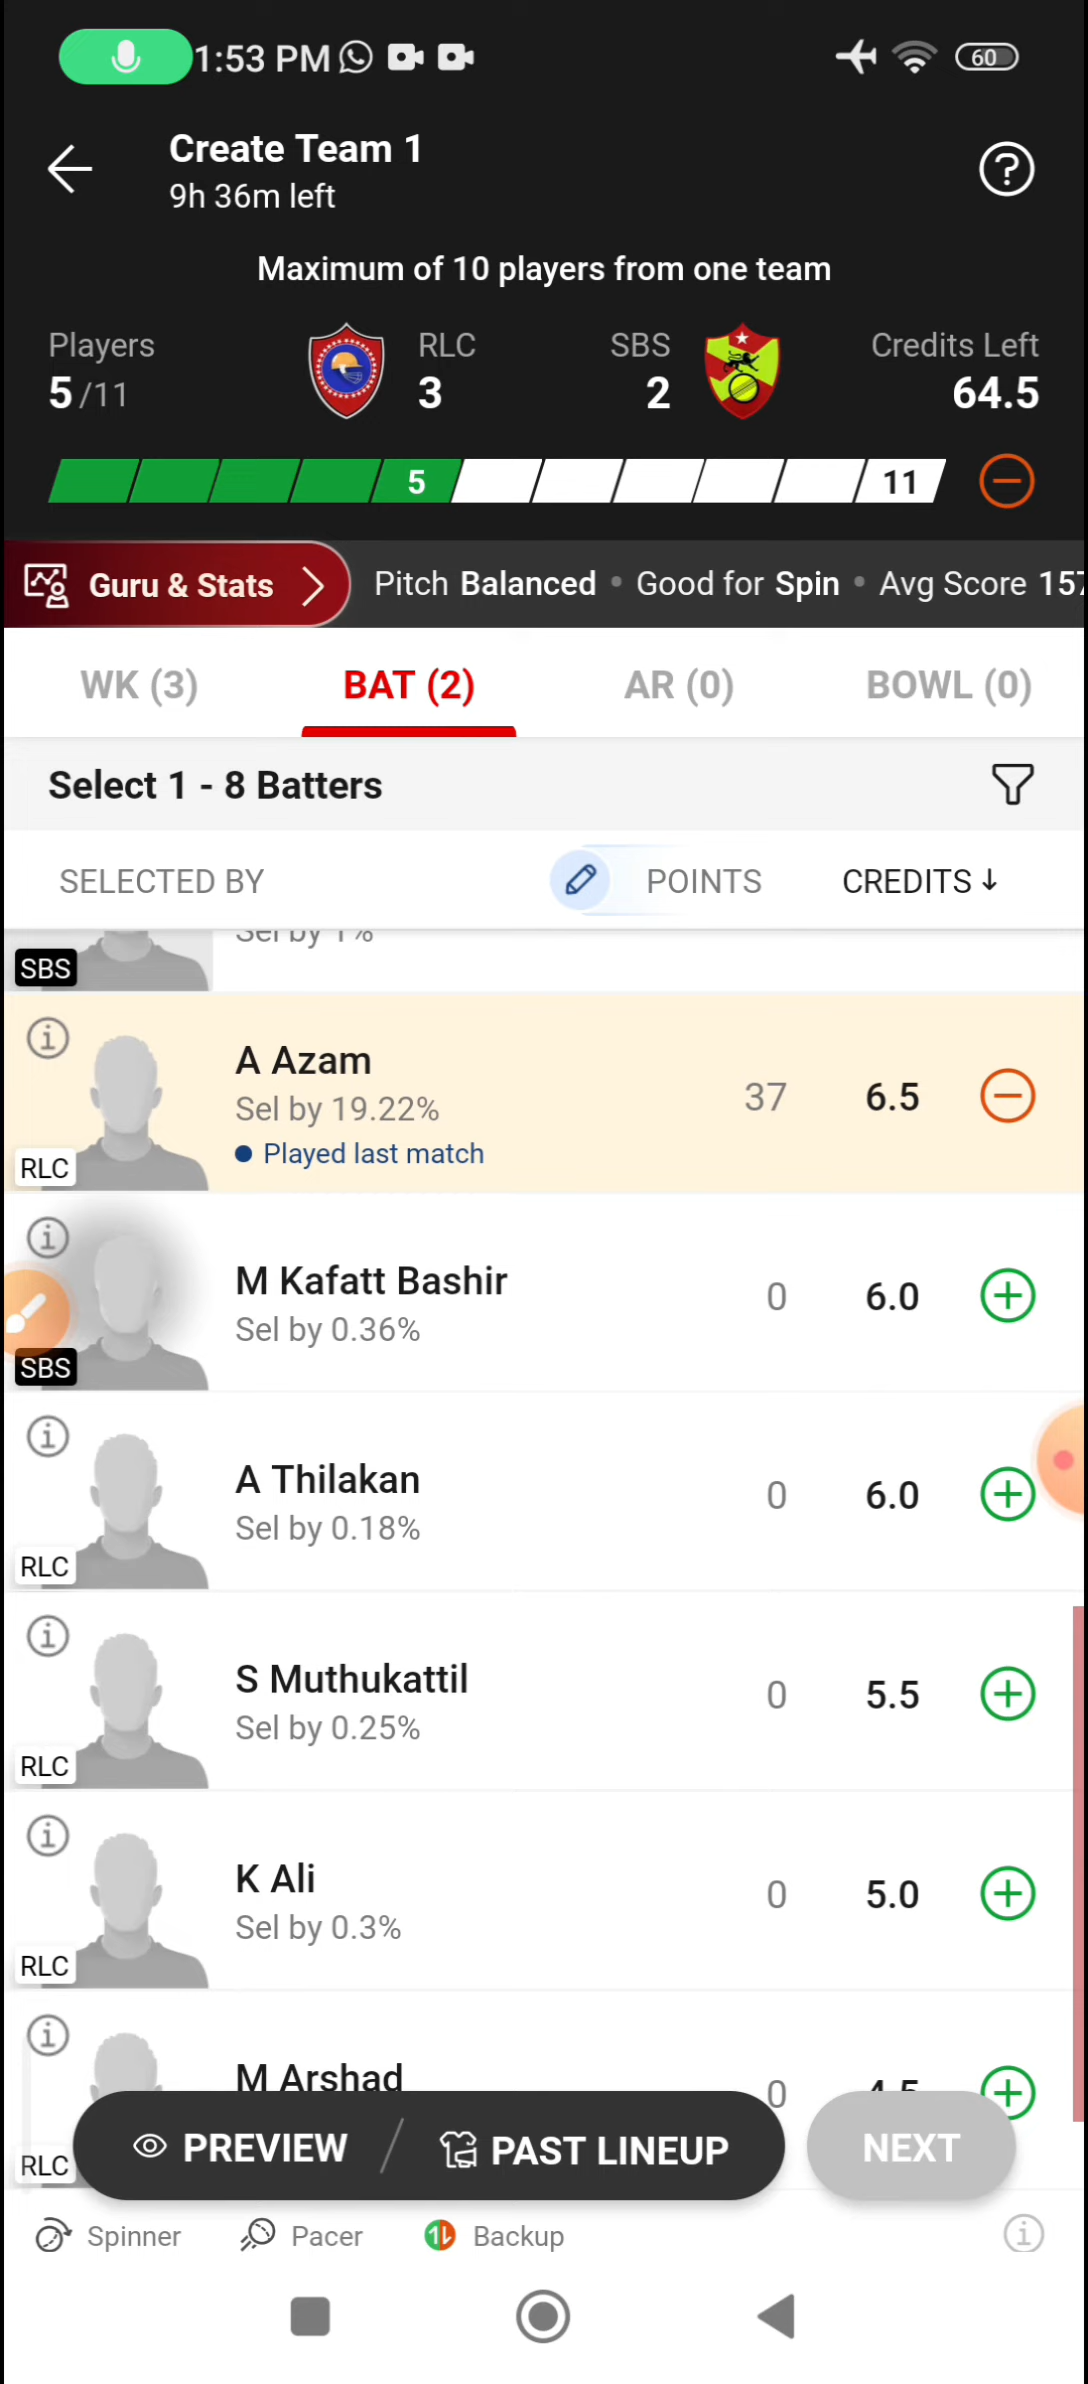 1:53 PM
60
Create Team 1
9h 36m left
Maximum of 10 players from one team
Players
5 /11
RLC
3
SBS
2
Credits Left
64.5
5
11
Guru & Stats
Pitch Balanced • Good for Spin • Avg Score 157
WK (3)
BAT (2)
AR (0)
BOWL (0)
Select 1 - 8 Batters
SELECTED BY
POINTS
CREDITS ↓
Sel by 1%
SBS
A Azam
Sel by 19.22%
Played last match
37
6.5
RLC
M Kafatt Bashir
Sel by 0.36%
0
6.0
SBS
A Thilakan
Sel by 0.18%
0
6.0
RLC
S Muthukattil
Sel by 0.25%
0
5.5
RLC
K Ali
Sel by 0.3%
0
5.0
RLC
M Arshad
0
4.5
RLC
PREVIEW
PAST LINEUP
NEXT
Spinner
Pacer
Backup